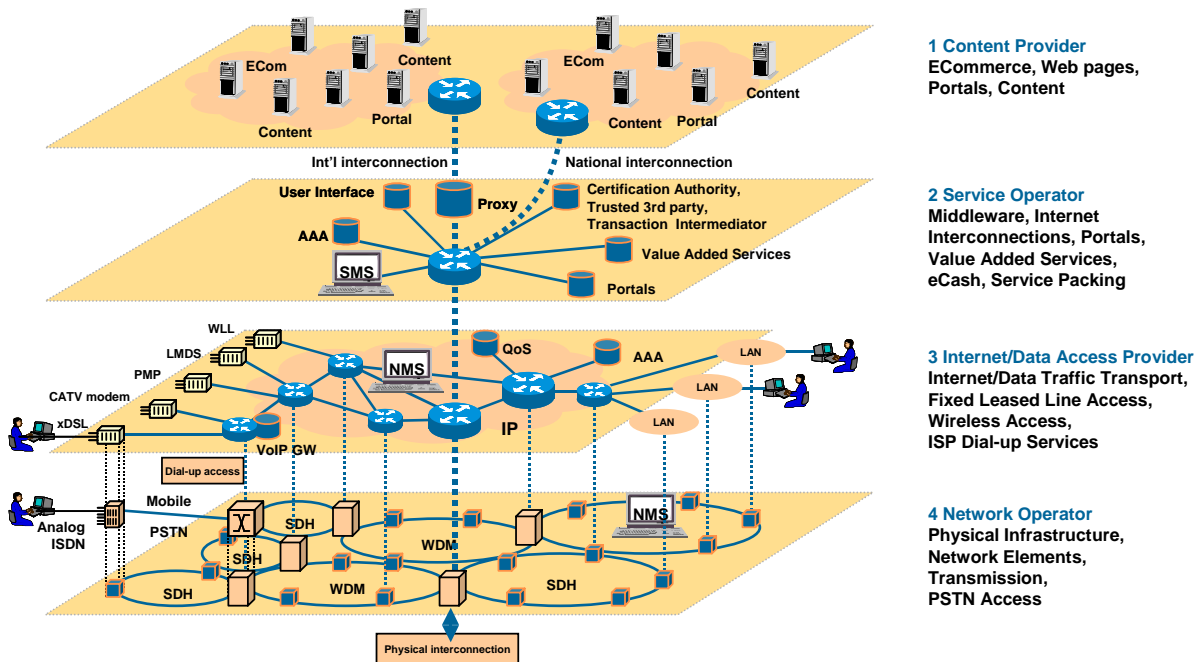 ECom
Content
Content
Portal
ECom
Content
Content
Portal
1 Content Provider
ECommerce, Web pages,
Portals, Content
Int'l interconnection
National interconnection
User Interface
Proxy
Certification Authority,
Trusted 3rd party,
Transaction Intermediator
AAA
SMS
Value Added Services
Portals
2 Service Operator
Middleware, Internet
Interconnections, Portals,
Value Added Services,
eCash, Service Packing
WLL
LMDS
PMP
CATV modem
xDSL
NMS
QoS
AAA
LAN
LAN
LAN
IP
VoIP GW
3 Internet/Data Access Provider
Internet/Data Traffic Transport,
Fixed Leased Line Access,
Wireless Access,
ISP Dial-up Services
Dial-up access
Mobile
Analog
ISDN
PSTN
SDH
SDH
WDM
NMS
SDH
WDM
SDH
4 Network Operator
Physical Infrastructure,
Network Elements,
Transmission,
PSTN Access
Physical interconnection